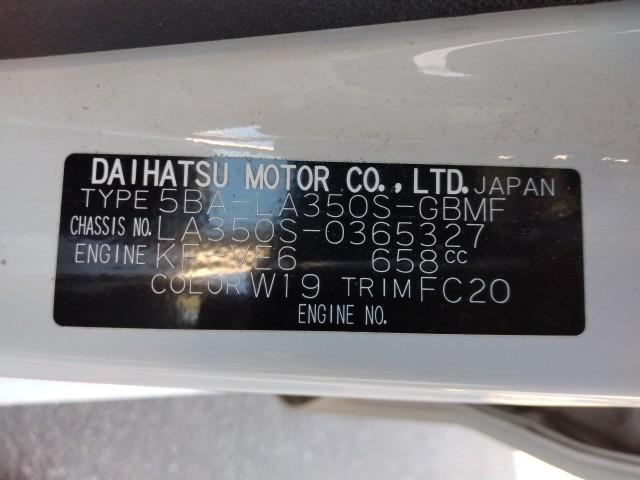 DAIHATSU MOTOR CO., LTD. JAPAN
TYPE 5BA-LA350S-GBMF
CHASSIS NO. LA350S-0365327
ENGINE KF-VE6 658CC
COLOR W19 TRIM FC20
ENGINE NO.